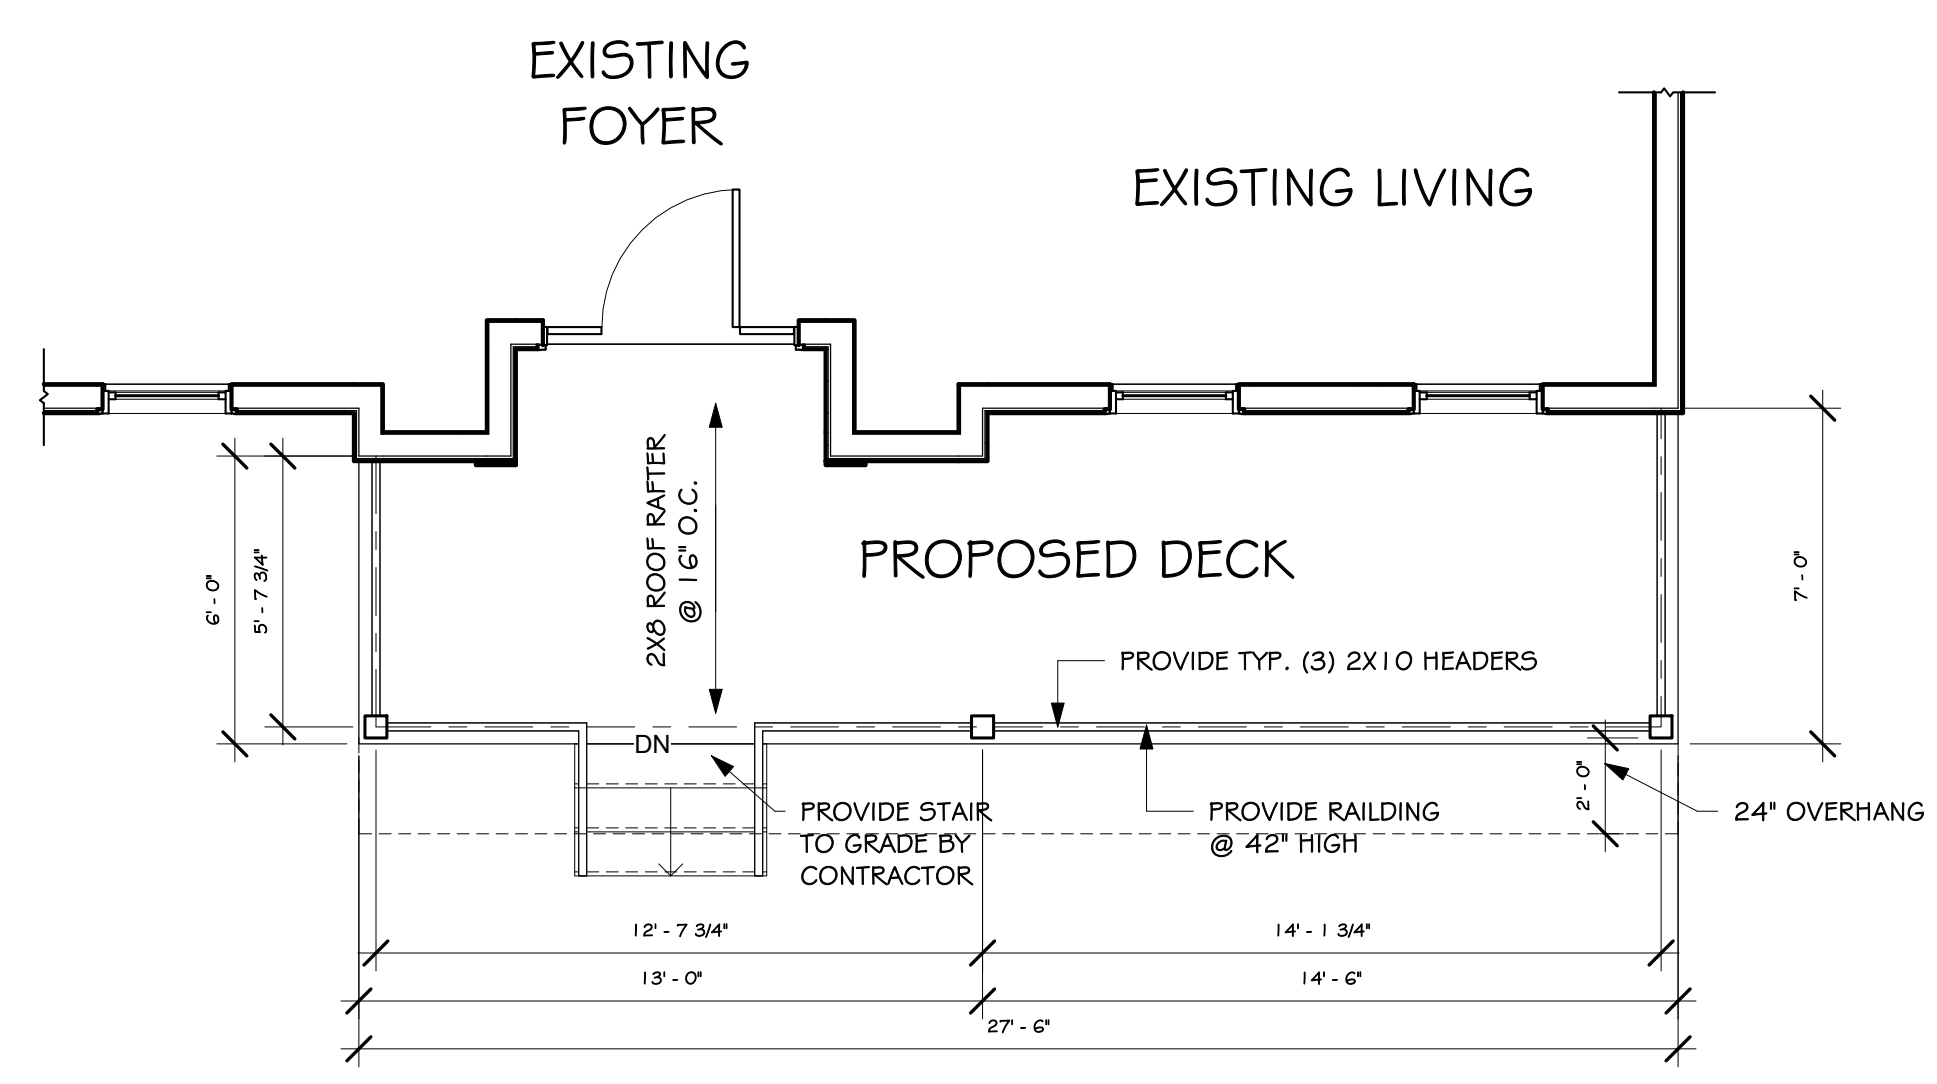 EXISTING
FOYER
EXISTING LIVING
2X8 ROOF RAFTER
@ 16" O.C.
PROPOSED DECK
6' - 0"
5' - 7 3/4"
7' - 0"
PROVIDE TYP. (3) 2X10 HEADERS
DN
PROVIDE STAIR
TO GRADE BY
CONTRACTOR
PROVIDE RAILDING
@ 42" HIGH
2' - 0"
24" OVERHANG
12' - 7 3/4"
14' - 1 3/4"
13' - 0"
14' - 6"
27' - 6"